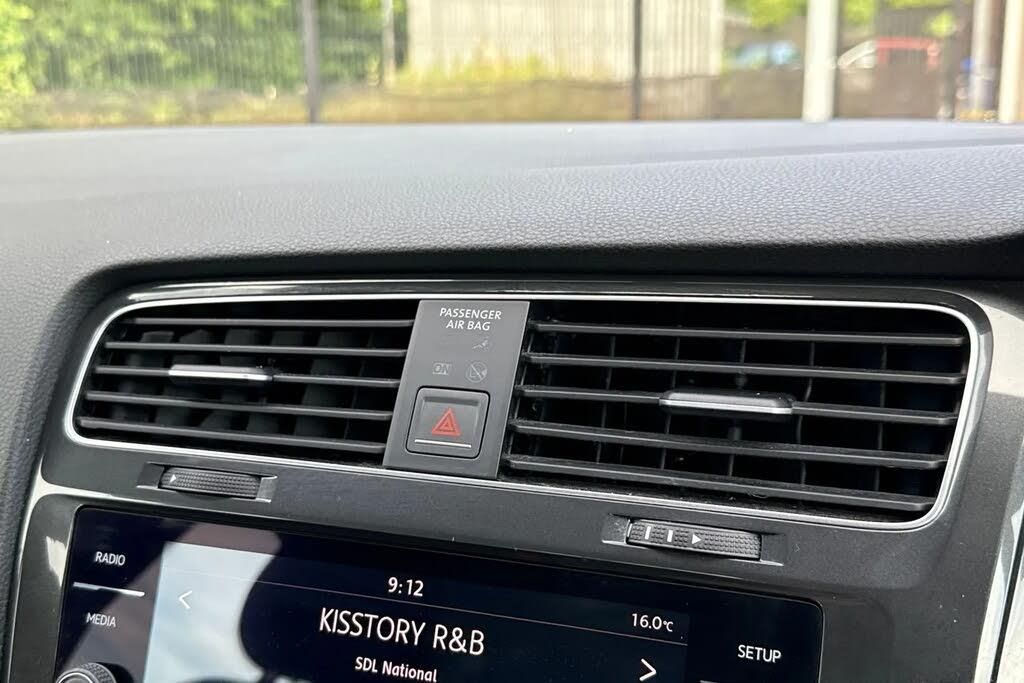 PASSENGER
AIR BAG
ON
RADIO
MEDIA
9:12
16.0°C
KISSTORY R&B
SDL National
SETUP